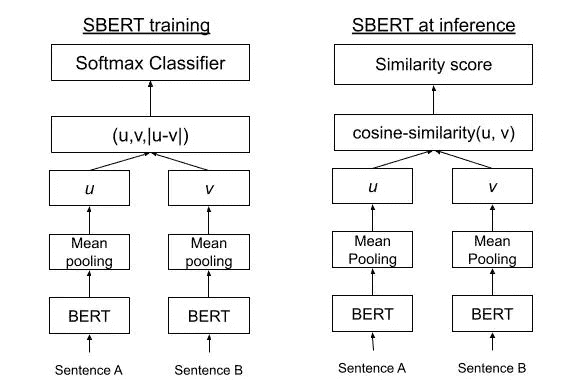 SBERT training
Softmax Classifier
(u,v,|u-v|)
u
v
Mean
pooling
Mean
pooling
BERT
BERT
Sentence A
Sentence B
SBERT at inference
Similarity score
cosine-similarity(u, v)
u
v
Mean
Pooling
Mean
Pooling
BERT
BERT
Sentence A
Sentence B